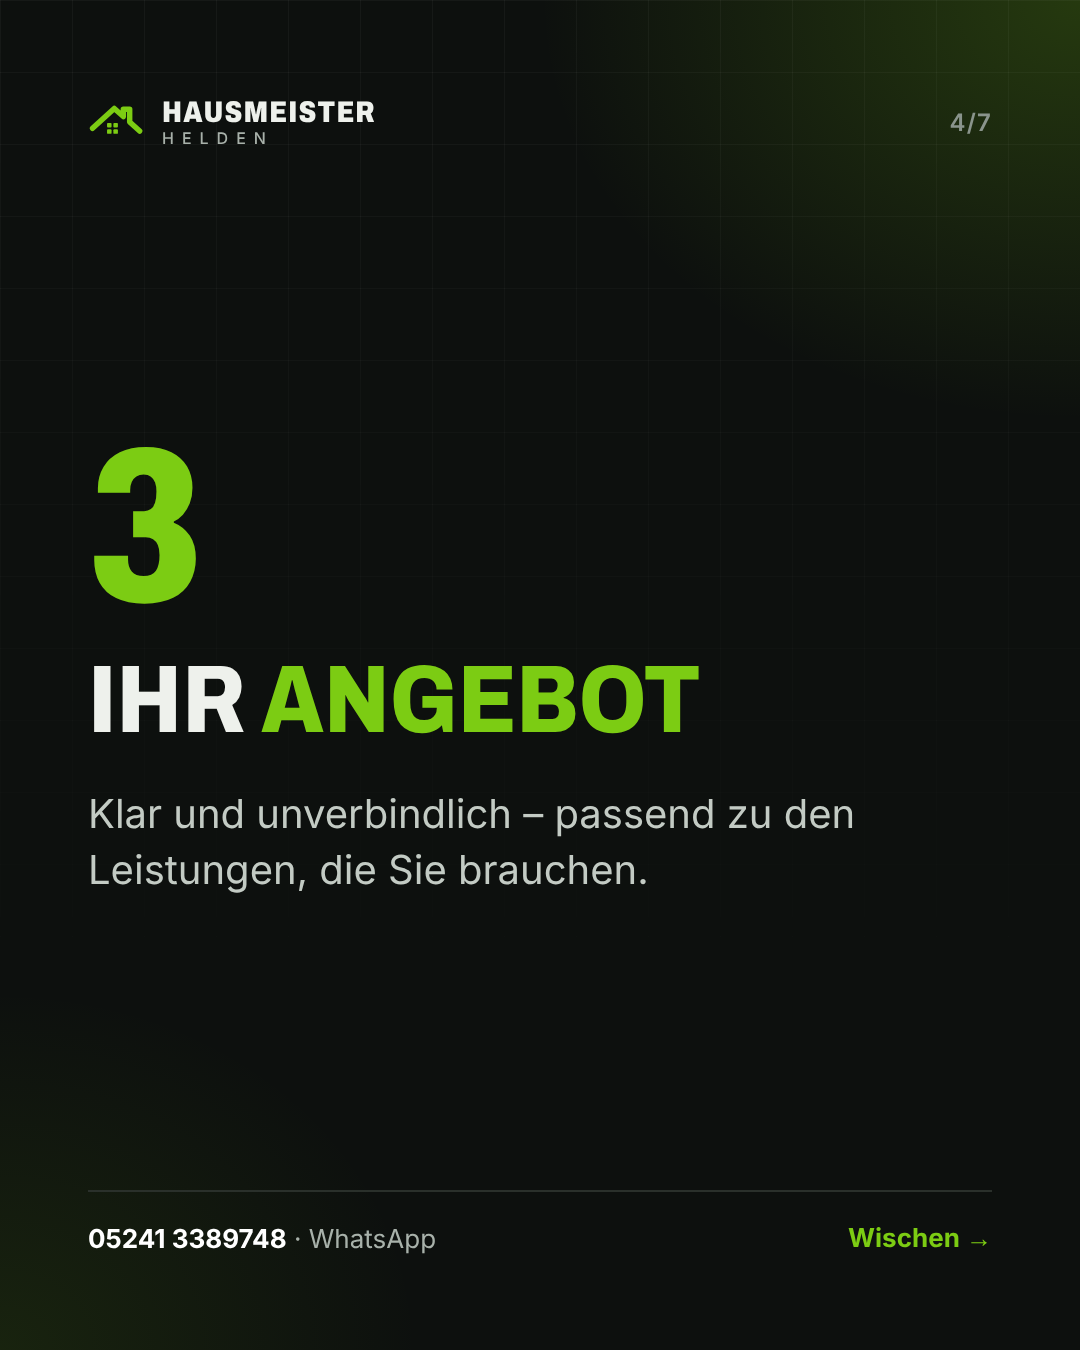 HAUSMEISTER
HELDEN
4/7
3
IHR ANGEBOT
Klar und unverbindlich – passend zu den
Leistungen, die Sie brauchen.
05241 3389748 · WhatsApp
Wischen →